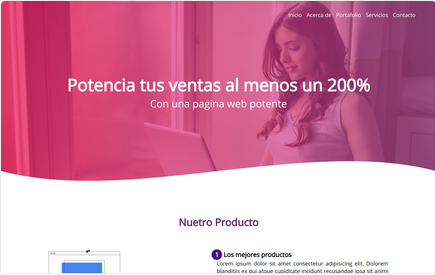 Inicio Acerca de Portafolio Servicios Contacto
Potencia tus ventas al menos un 200%
Con una pagina web potente
Nuetro Producto
1 Los mejores productos
Lorem ipsum dolor sit amet consectetur adipisicing elit. Dolorem
blanditiis ex qui atque cupiditate incidunt recusandae ipsa sit animi